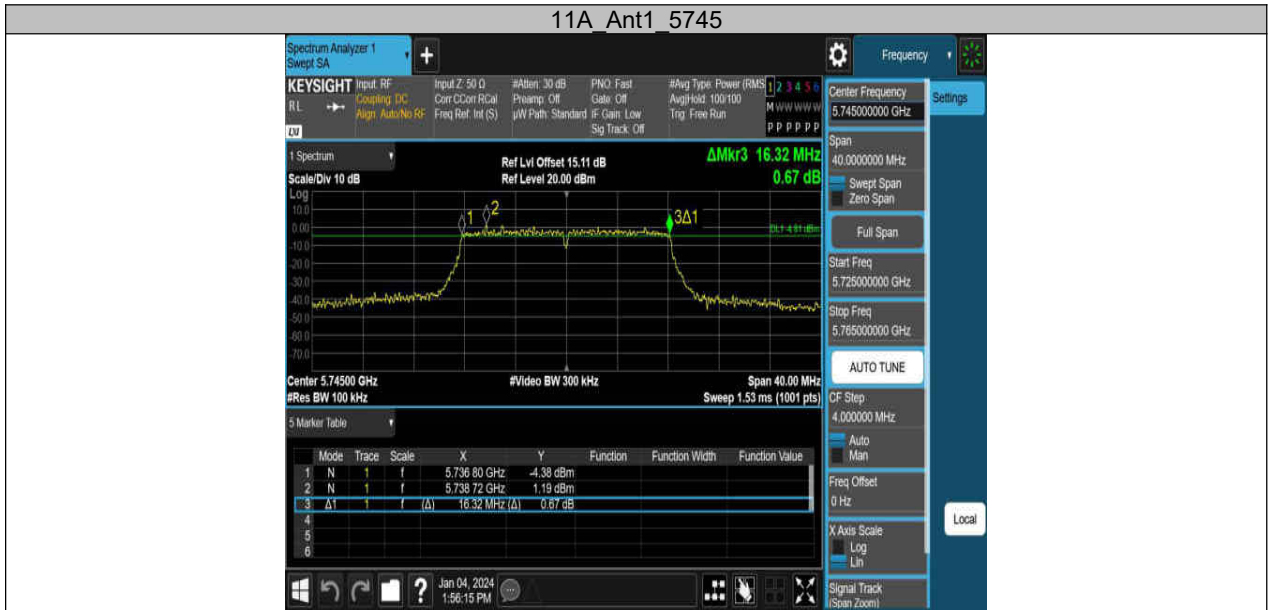 11A_Ant1_5745
Spectrum Analyzer 1
Swept SA
+
Frequency
KEYSIGHT
RL
LXI
Input: RF
Coupling: DC
Align: Auto/No RF
Input Z: 50 Ω
Corr CCorr RCal
Freq Ref: Int (S)
#Atten: 30 dB
Preamp: Off
µW Path: Standard
PNO: Fast
Gate: Off
IF Gain: Low
Sig Track: Off
#Avg Type: Power (RMS
Avg|Hold: 100/100
Trig: Free Run
1 2 3 4 5 6
M W W W W W
P P P P P P
1 Spectrum
Scale/Div 10 dB
Log
Ref Lvl Offset 15.11 dB
Ref Level 20.00 dBm
ΔMkr3 16.32 MHz
0.67 dB
10.0
0.00
-10.0
-20.0
-30.0
-40.0
-50.0
-60.0
-70.0
1
2
3Δ1
DL1 -4.81 dBm
Center 5.74500 GHz
#Res BW 100 kHz
#Video BW 300 kHz
Span 40.00 MHz
Sweep 1.53 ms (1001 pts)
5 Marker Table
Mode Trace Scale X Y Function Function Width Function Value
1 N 1 f 5.736 80 GHz -4.38 dBm
2 N 1 f 5.738 72 GHz 1.19 dBm
3 Δ1 1 f (Δ) 16.32 MHz (Δ) 0.67 dB
4
5
6
Jan 04, 2024
1:56:15 PM
?
Center Frequency
5.745000000 GHz
Settings
Span
40.0000000 MHz
Swept Span
Zero Span
Full Span
Start Freq
5.725000000 GHz
Stop Freq
5.765000000 GHz
AUTO TUNE
CF Step
4.000000 MHz
Auto
Man
Freq Offset
0 Hz
X Axis Scale
Log
Lin
Local
Signal Track
(Span Zoom)